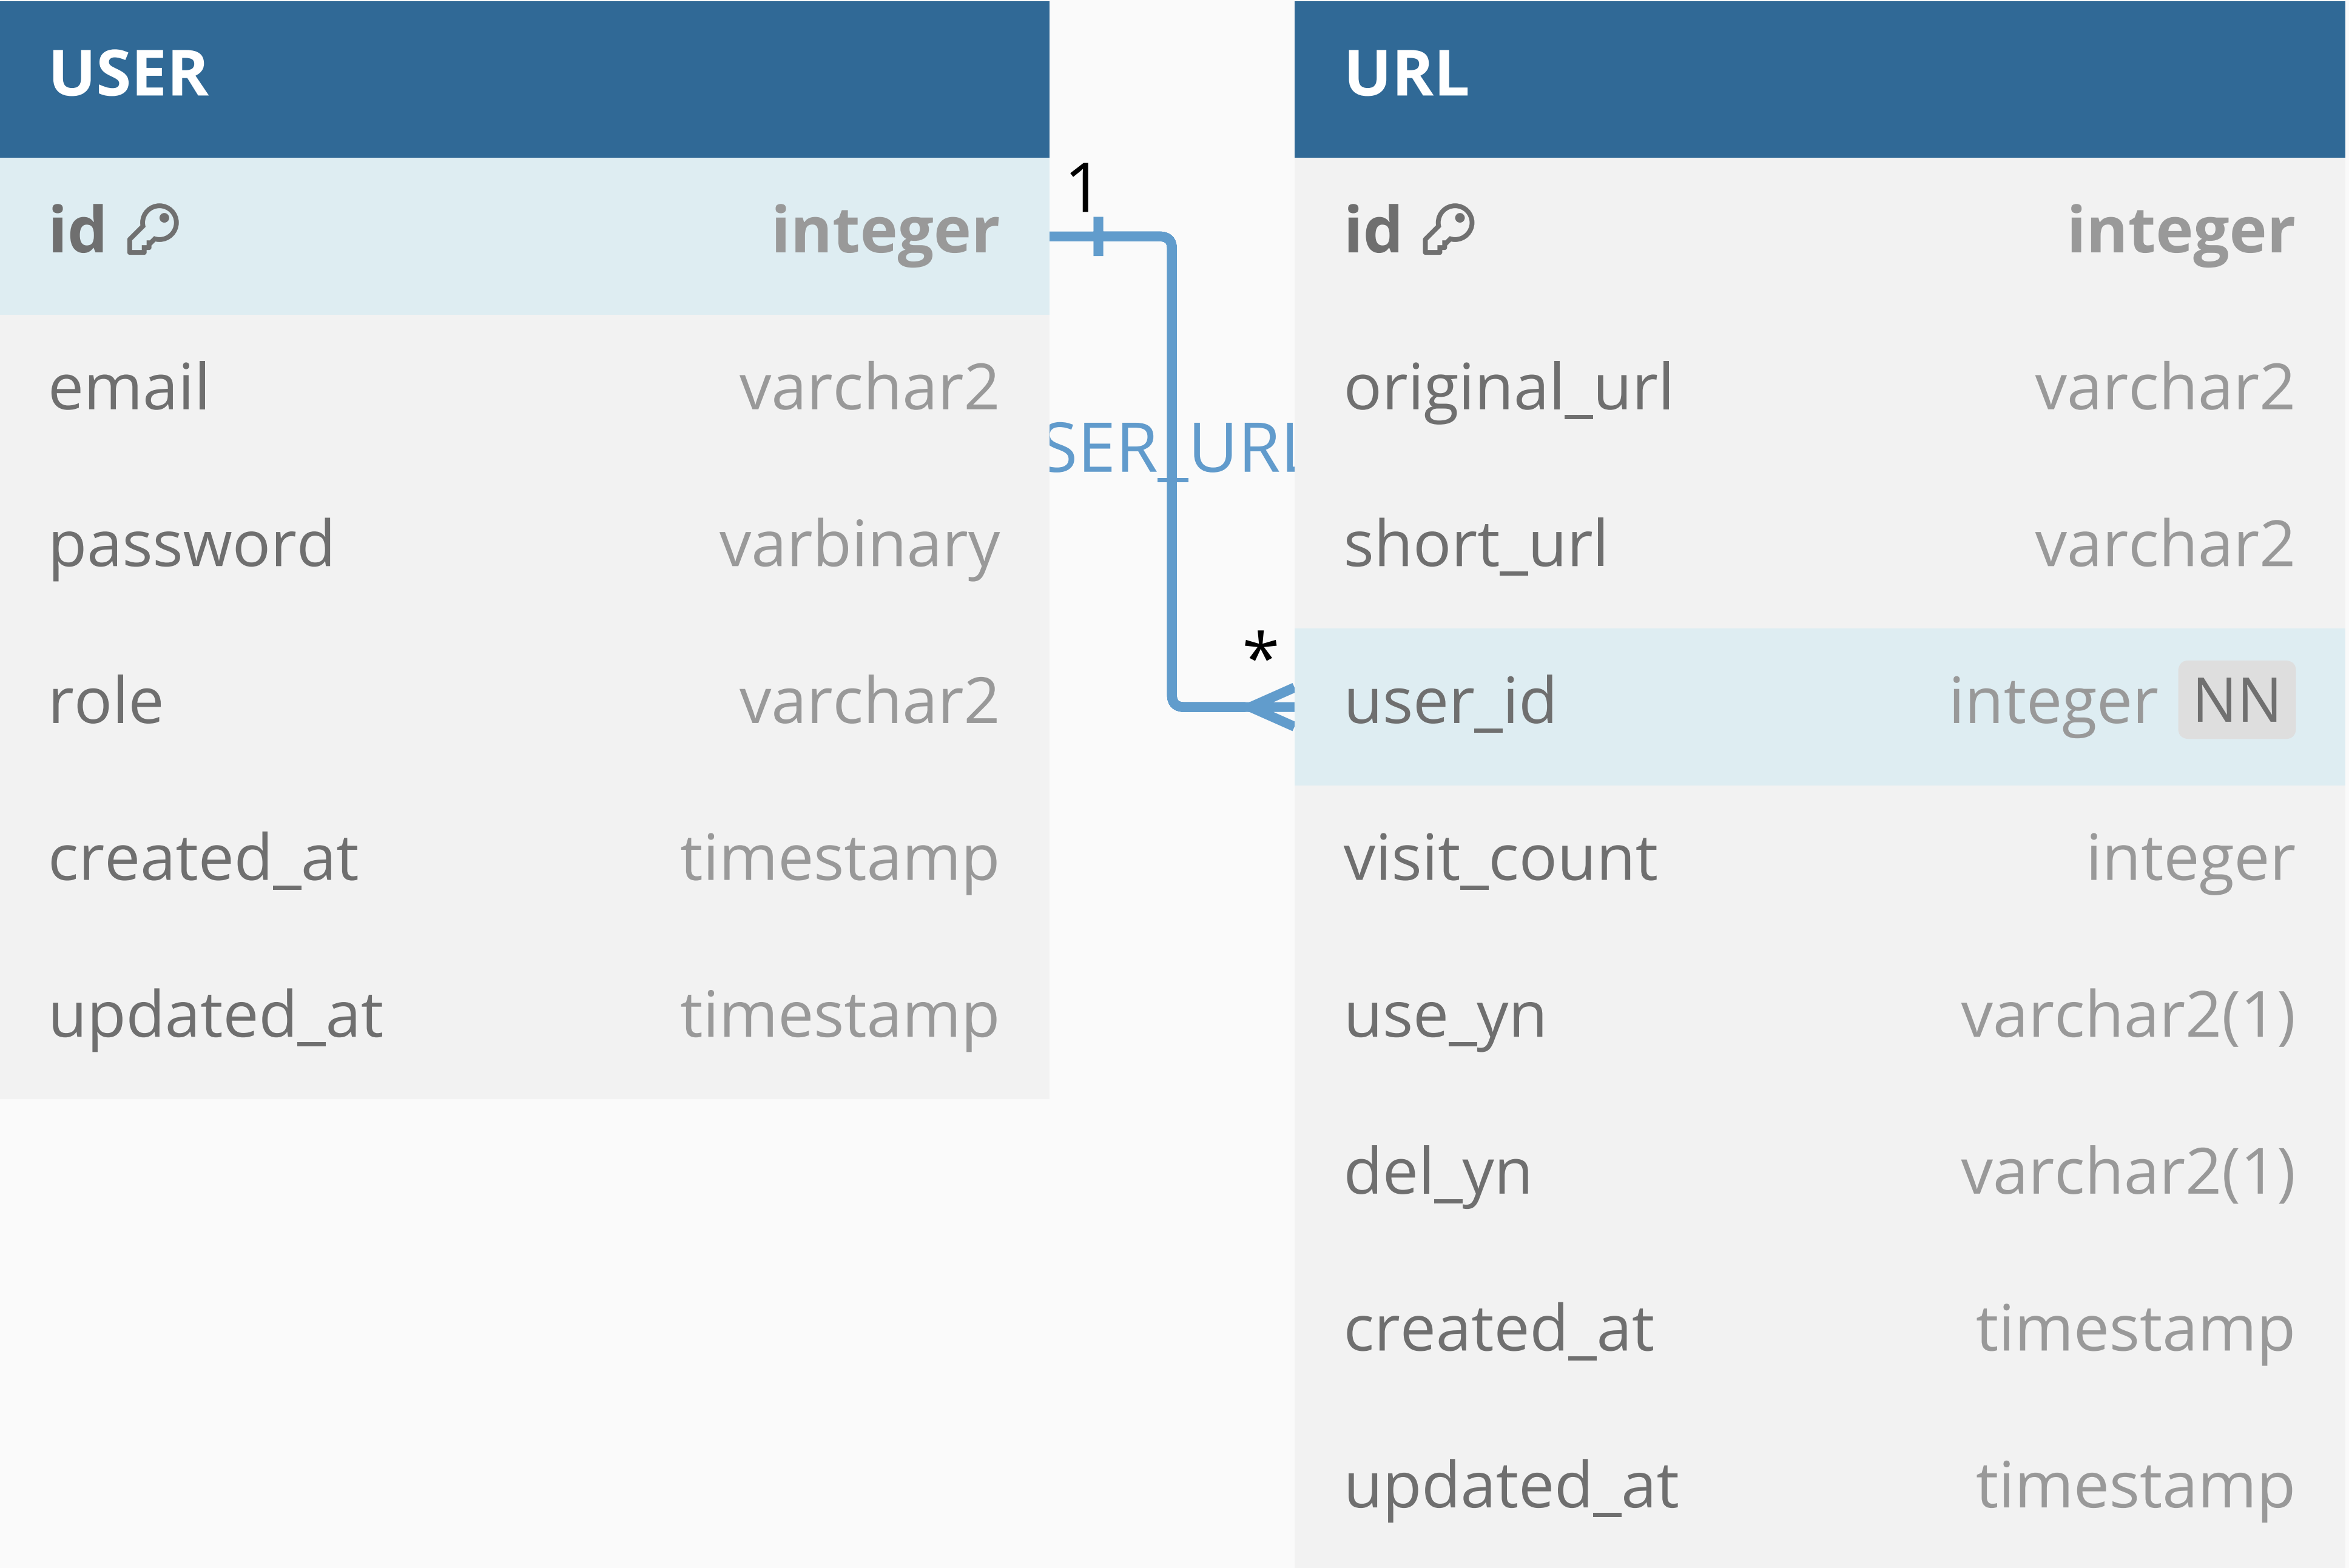 USER
id integer
email varchar2
password varbinary
role varchar2
created_at timestamp
updated_at timestamp
1
SER_URL
*
URL
id integer
original_url varchar2
short_url varchar2
user_id integer NN
visit_count integer
use_yn varchar2(1)
del_yn varchar2(1)
created_at timestamp
updated_at timestamp